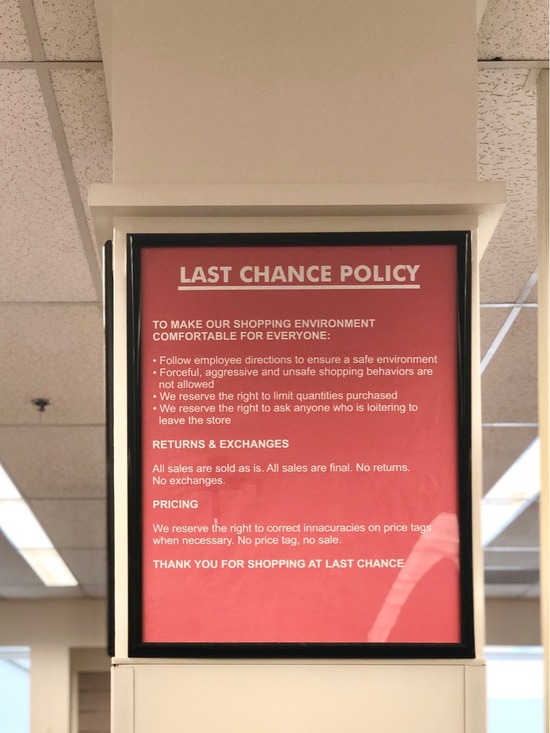 LAST CHANCE POLICY
TO MAKE OUR SHOPPING ENVIRONMENT
COMFORTABLE FOR EVERYONE:
• Follow employee directions to ensure a safe environment
• Forceful, aggressive and unsafe shopping behaviors are
not allowed
• We reserve the right to limit quantities purchased
• We reserve the right to ask anyone who is loitering to
leave the store
RETURNS & EXCHANGES
All sales are sold as is. All sales are final. No returns.
No exchanges.
PRICING
We reserve the right to correct innacuracies on price tags
when necessary. No price tag, no sale.
THANK YOU FOR SHOPPING AT LAST CHANCE